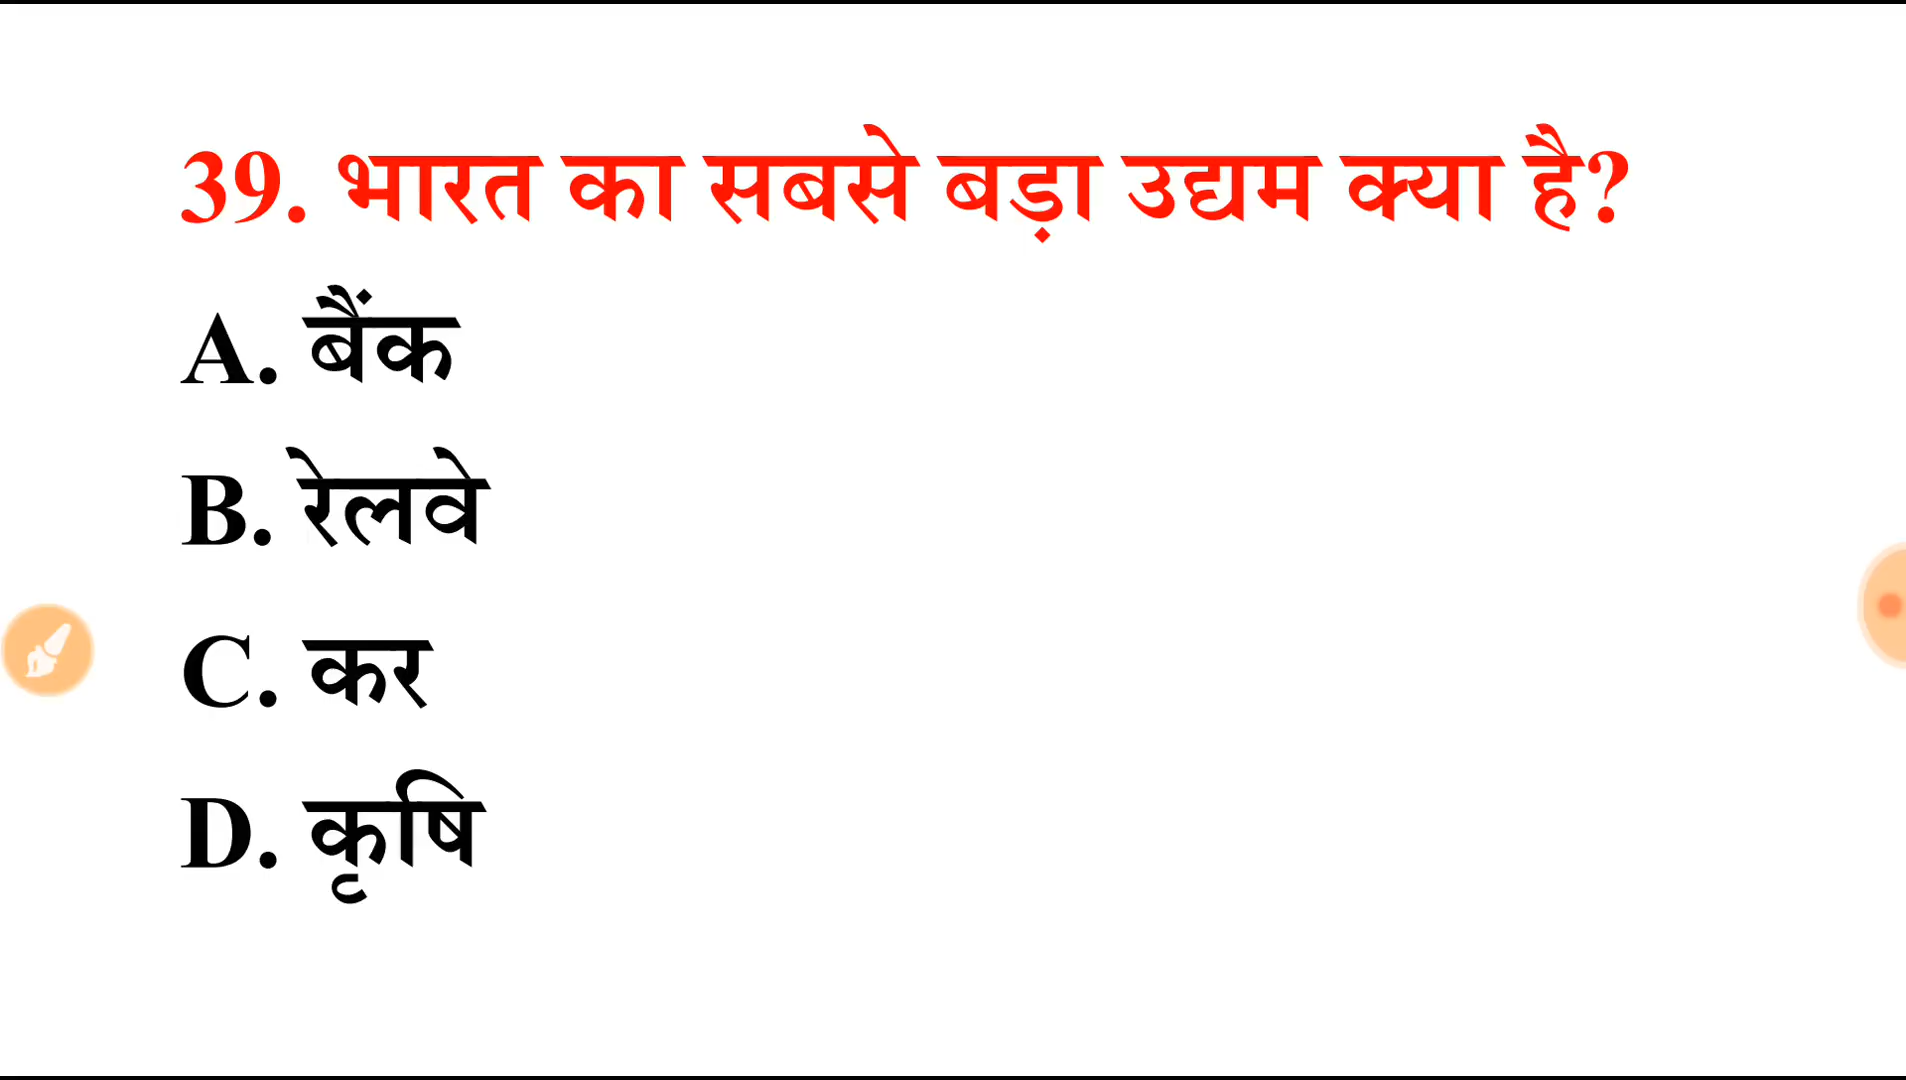 39. भारत का सबसे बड़ा उद्यम क्या है?
A. बैंक
B. रेलवे
C. कर
D. कृषि